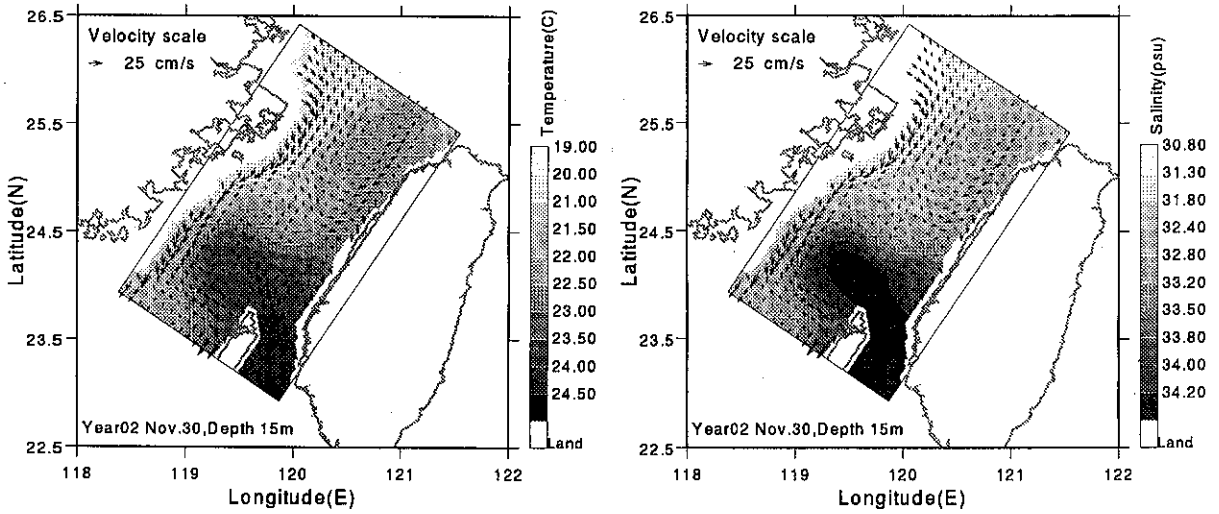 26.5
Velocity scale
25 cm/s
25.5
Latitude(N)
24.5
23.5
Year02 Nov.30,Depth 15m
22.5
118
119
120
121
122
Longitude(E)
Temperature(C)
19.00
20.00
21.00
22.00
22.50
23.00
23.50
24.00
24.50
Land
26.5
Velocity scale
25 cm/s
25.5
Latitude(N)
24.5
23.5
Year02 Nov.30,Depth 15m
22.5
118
119
120
121
122
Longitude(E)
Salinity(psu)
30.80
31.30
31.80
32.80
33.20
33.50
33.80
34.00
34.20
Land